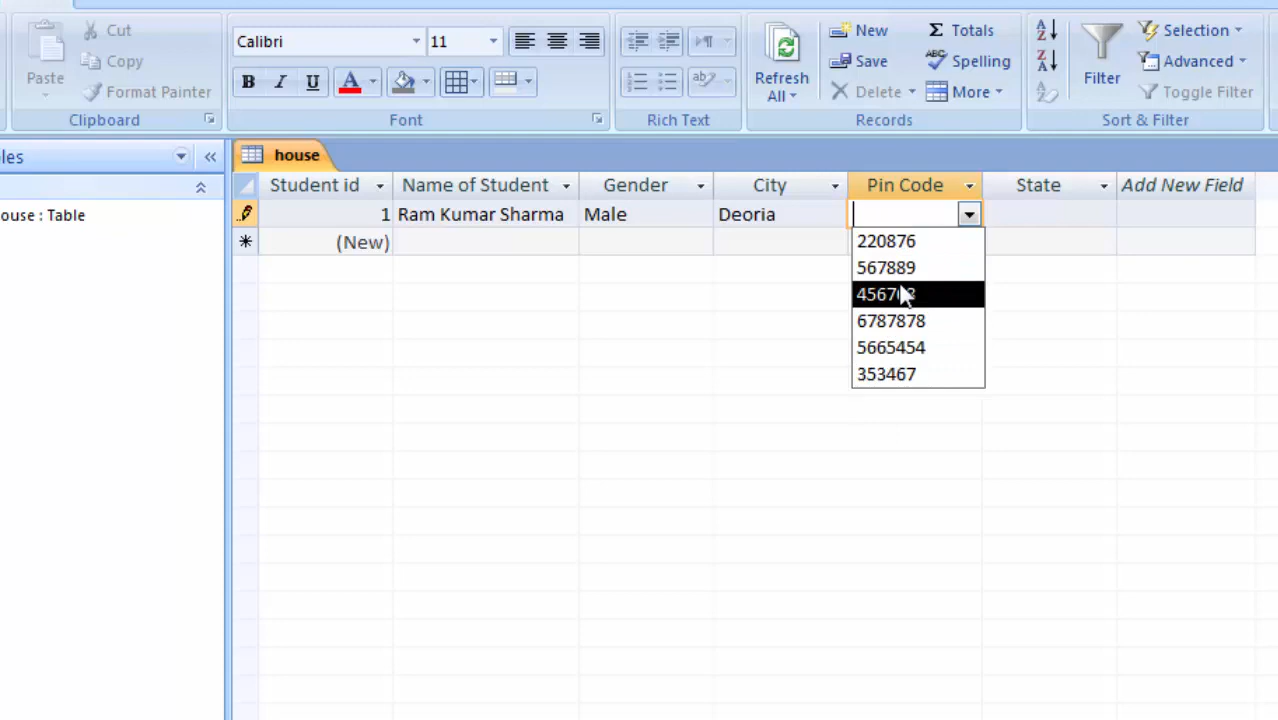 Cut
Copy
Format Painter
Paste
Clipboard
Calibri
11
B I U A
Font
Rich Text
Refresh
All
New
Save
Delete
Σ Totals
ABC Spelling
More
Records
A
Z
Z
A
Filter
Selection
Advanced
Toggle Filter
Sort & Filter
les
ouse : Table
house
Student id Name of Student Gender City Pin Code State Add New Field
1 Ram Kumar Sharma Male Deoria
(New)
220876
567889
6787878
5665454
353467